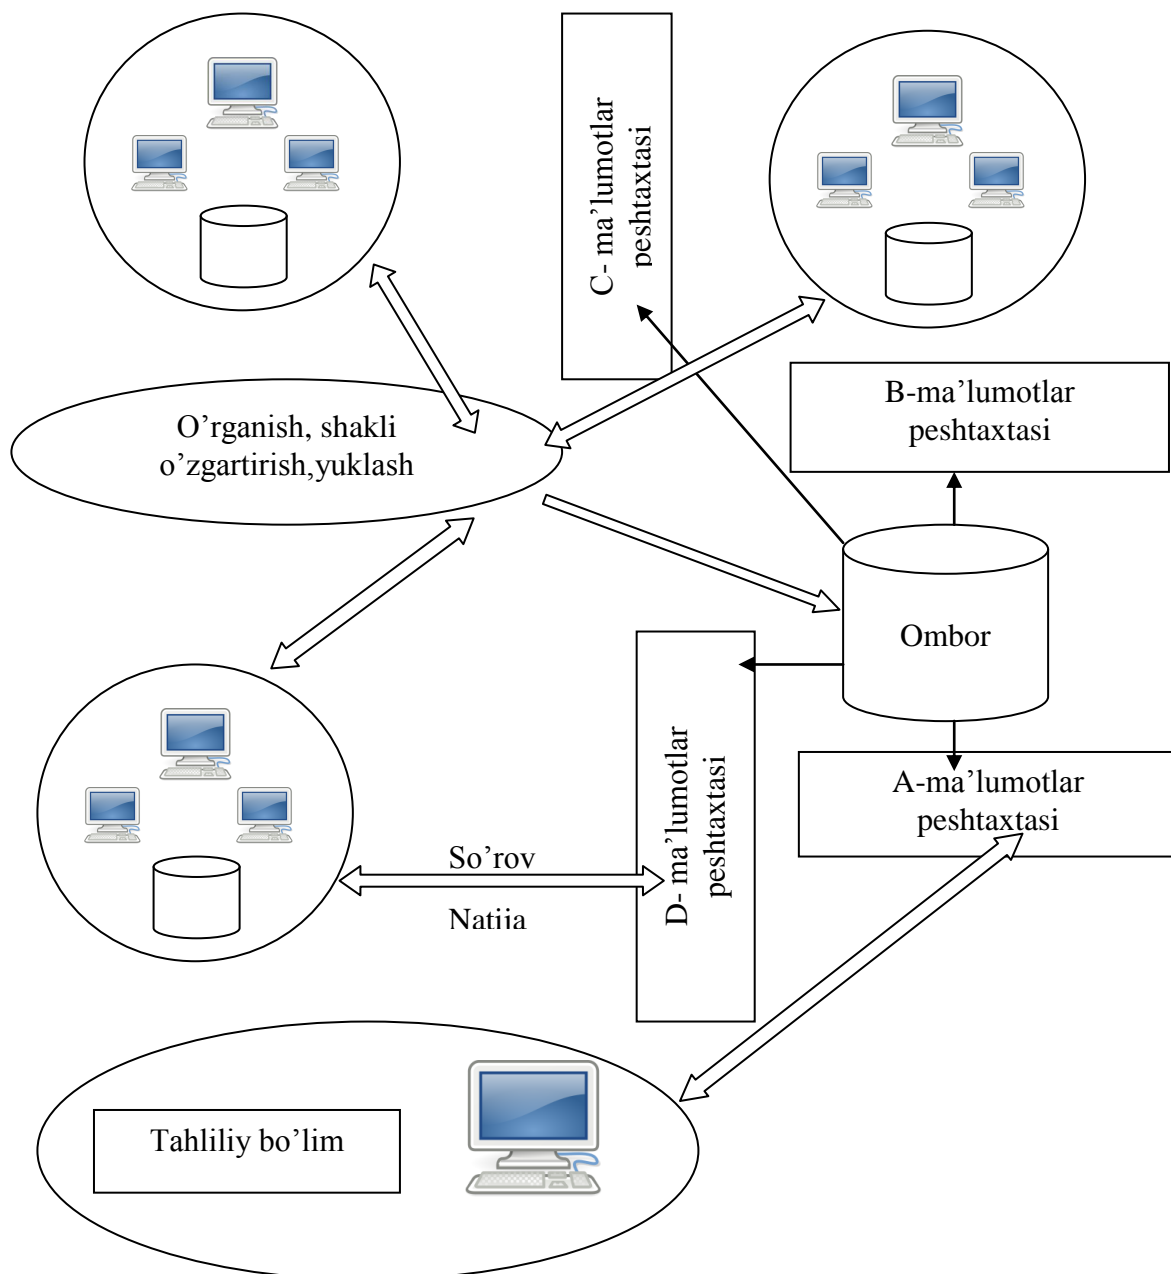 C- ma’lumotlar
peshtaxtasi
B-ma’lumotlar
peshtaxtasi
O’rganish, shakli
o’zgartirish,yuklash
Ombor
D- ma’lumotlar
peshtaxtasi
A-ma’lumotlar
peshtaxtasi
So’rov
Natija
Tahliliy bo’lim